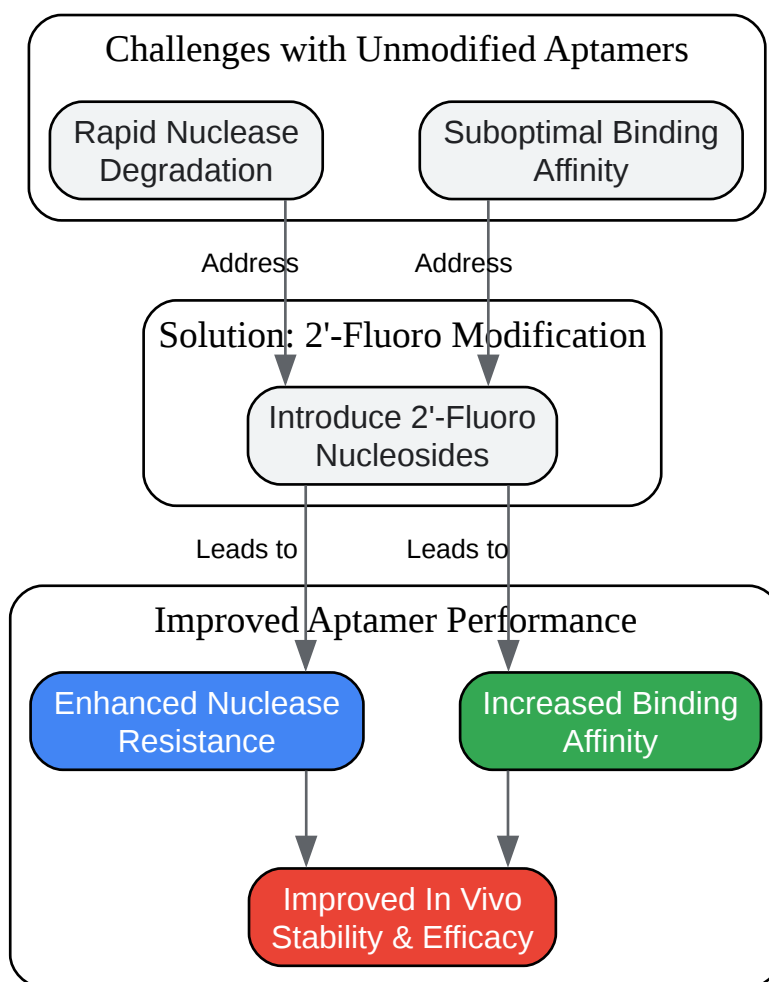 Challenges with Unmodified Aptamers
Rapid Nuclease
Degradation
Suboptimal Binding
Affinity
Address
Address
Solution: 2'-Fluoro Modification
Introduce 2'-Fluoro
Nucleosides
Leads to
Leads to
Improved Aptamer Performance
Enhanced Nuclease
Resistance
Increased Binding
Affinity
Improved In Vivo
Stability & Efficacy